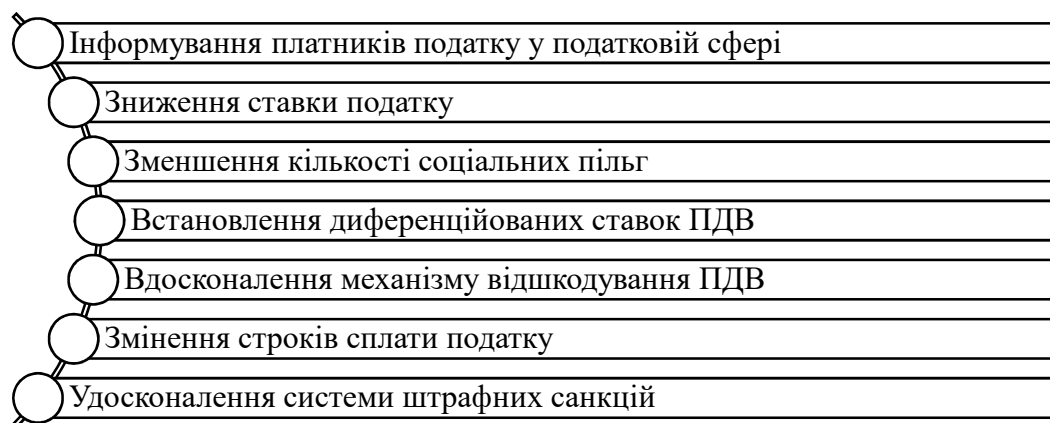 Інформування платників податку у податковій сфері
Зниження ставки податку
Зменшення кількості соціальних пільг
Встановлення диференційованих ставок ПДВ
Вдосконалення механізму відшкодування ПДВ
Змінення строків сплати податку
Удосконалення системи штрафних санкцій